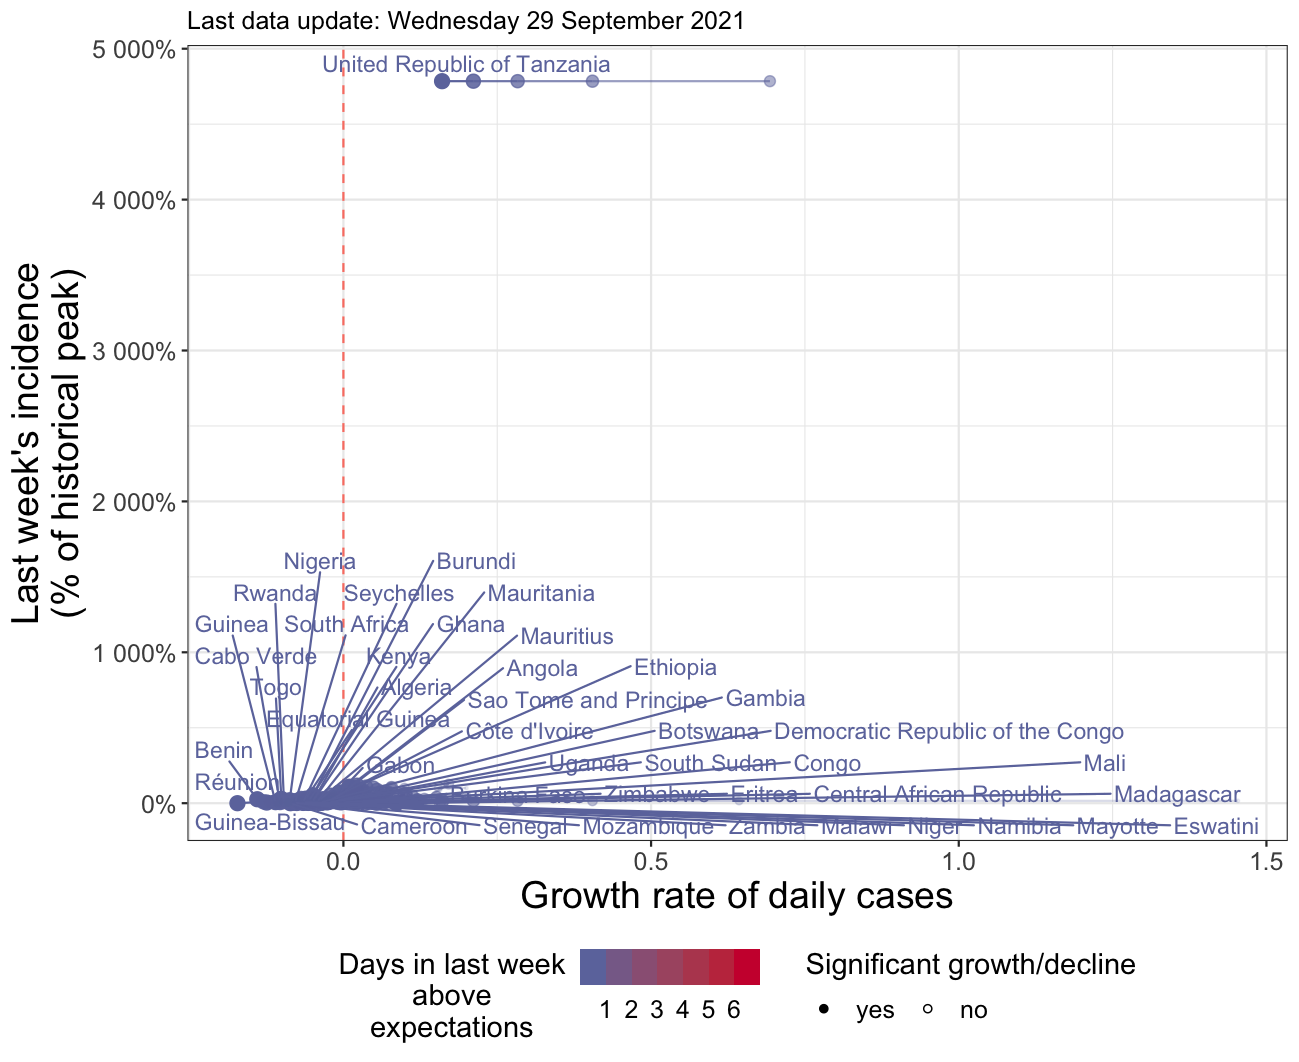 Last data update: Wednesday 29 September 2021
5 000%
United Republic of Tanzania
4 000%
3 000%
2 000%
Last week's incidence
(% of historical peak)
Nigeria
Burundi
Rwanda
Seychelles
Mauritania
Guinea
South Africa
Ghana
Mauritius
1 000%
Cabo Verde
Kenya
Angola
Ethiopia
Togo
Algeria
Sao Tome and Principe
Gambia
Equatorial Guinea
Côte d'Ivoire
Botswana
Democratic Republic of the Congo
Benin
Gabon
Uganda
South Sudan
Congo
Mali
Réunion
Burkina Faso
Zimbabwe
Eritrea
Central African Republic
Madagascar
0%
Guinea-Bissau
Cameroon
Senegal
Mozambique
Zambia
Malawi
Niger
Namibia
Mayotte
Eswatini
0.0
0.5
1.0
1.5
Growth rate of daily cases
Days in last week
above
expectations
1 2 3 4 5 6
Significant growth/decline
yes
no